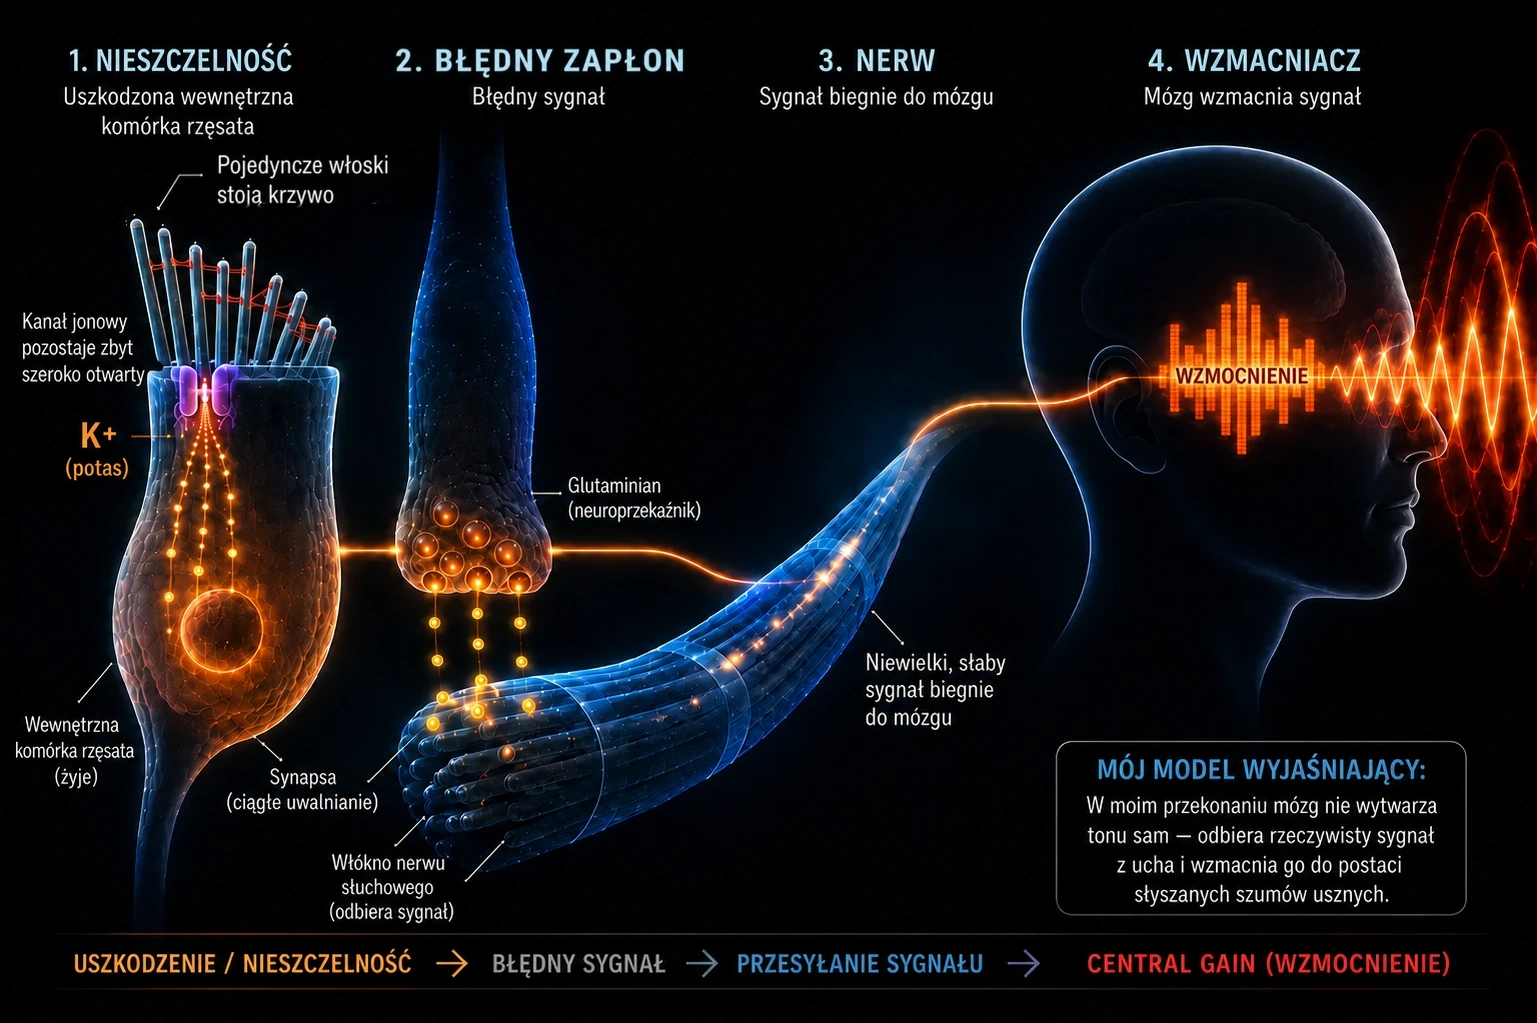 1. NIESZCZELNOŚĆ
Uszkodzona wewnętrzna
komórka rzęsata
2. BŁĘDNY ZAPŁON
Błędny sygnał
3. NERW
Sygnał biegnie do mózgu
4. WZMACNIACZ
Mózg wzmacnia sygnał
Pojedyncze włoski
stoją krzywo
Kanał jonowy
pozostaje zbyt
szeroko otwarty
K+
(potas)
Glutaminian
(neuroprzekaźnik)
WZMOCNIENIE
Wewnętrzna
komórka rzęsata
(żyje)
Synapsa
(ciągłe uwalnianie)
Włókno nerwu
słuchowego
(odbiera sygnał)
Niewielki, słaby
sygnał biegnie
do mózgu
MÓJ MODEL WYJAŚNIAJĄCY:
W moim przekonaniu mózg nie wytwarza
tonu sam — odbiera rzeczywisty sygnał
z ucha i wzmacnia go do postaci
słyszanych szumów usznych.
USZKODZENIE / NIESZCZELNOŚĆ → BŁĘDNY SYGNAŁ → PRZESYŁANIE SYGNAŁU → CENTRAL GAIN (WZMOCNIENIE)